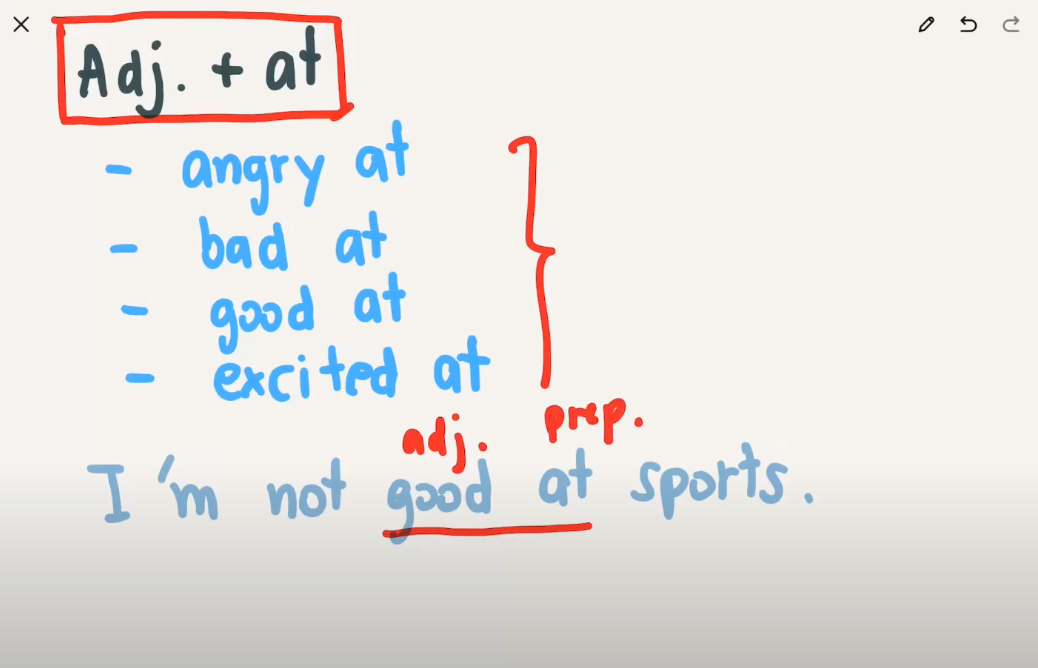 Adj. + at
- angry at
- bad at
- good at
- excited at
adj. prep.
I'm not good at sports.